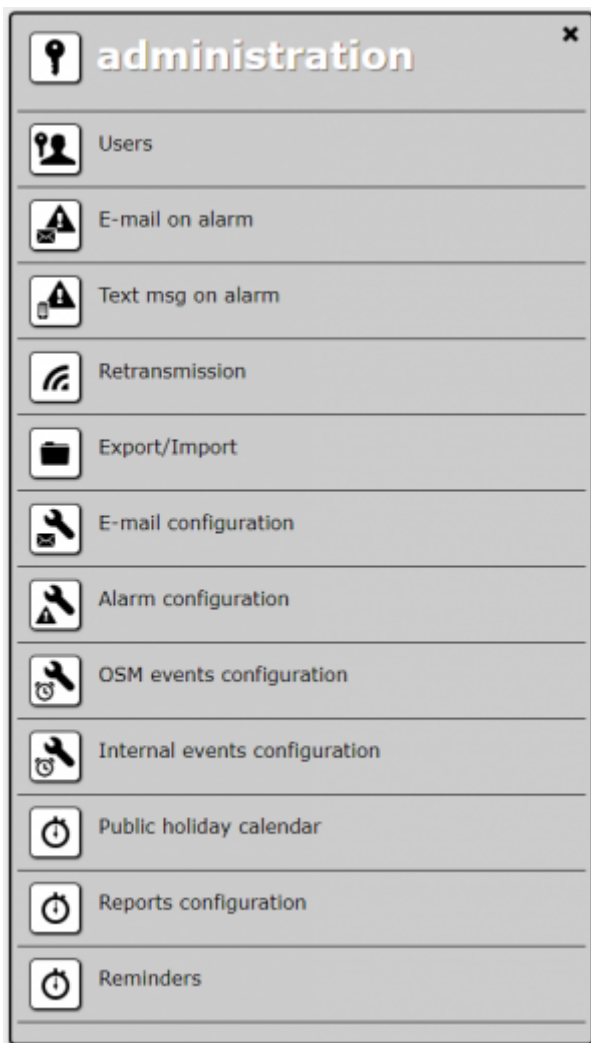 administration
Users
E-mail on alarm
Text msg on alarm
Retransmission
Export/Import
E-mail configuration
Alarm configuration
OSM events configuration
Internal events configuration
Public holiday calendar
Reports configuration
Reminders